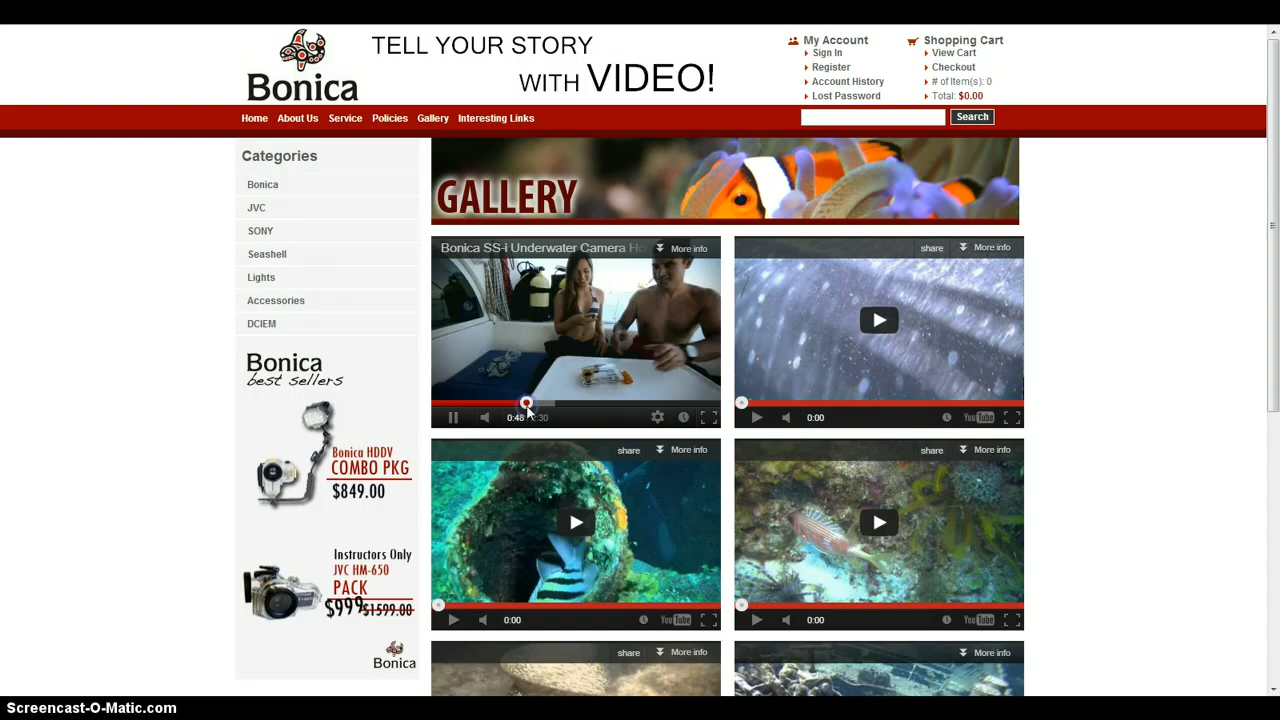 Bonica
TELL YOUR STORY
WITH VIDEO!
My Account
Sign In
Register
Account History
Lost Password
Shopping Cart
View Cart
Checkout
# of Item(s): 0
Total: $0.00
Home About Us Service Policies Gallery Interesting Links
Search
Categories
Bonica
JVC
SONY
Seashell
Lights
Accessories
DCIEM
Bonica
best sellers
Bonica HDDV
COMBO PKG
$849.00
Instructors Only
JVC HM-650
PACK
$999 $1599.00
Bonica
GALLERY
Bonica SS-i Underwater Camera
More info
0:48
share More info
0:00 YouTube
share More info
0:00 YouTube
share More info
0:00 YouTube
share More info
More info
Screencast-O-Matic.com